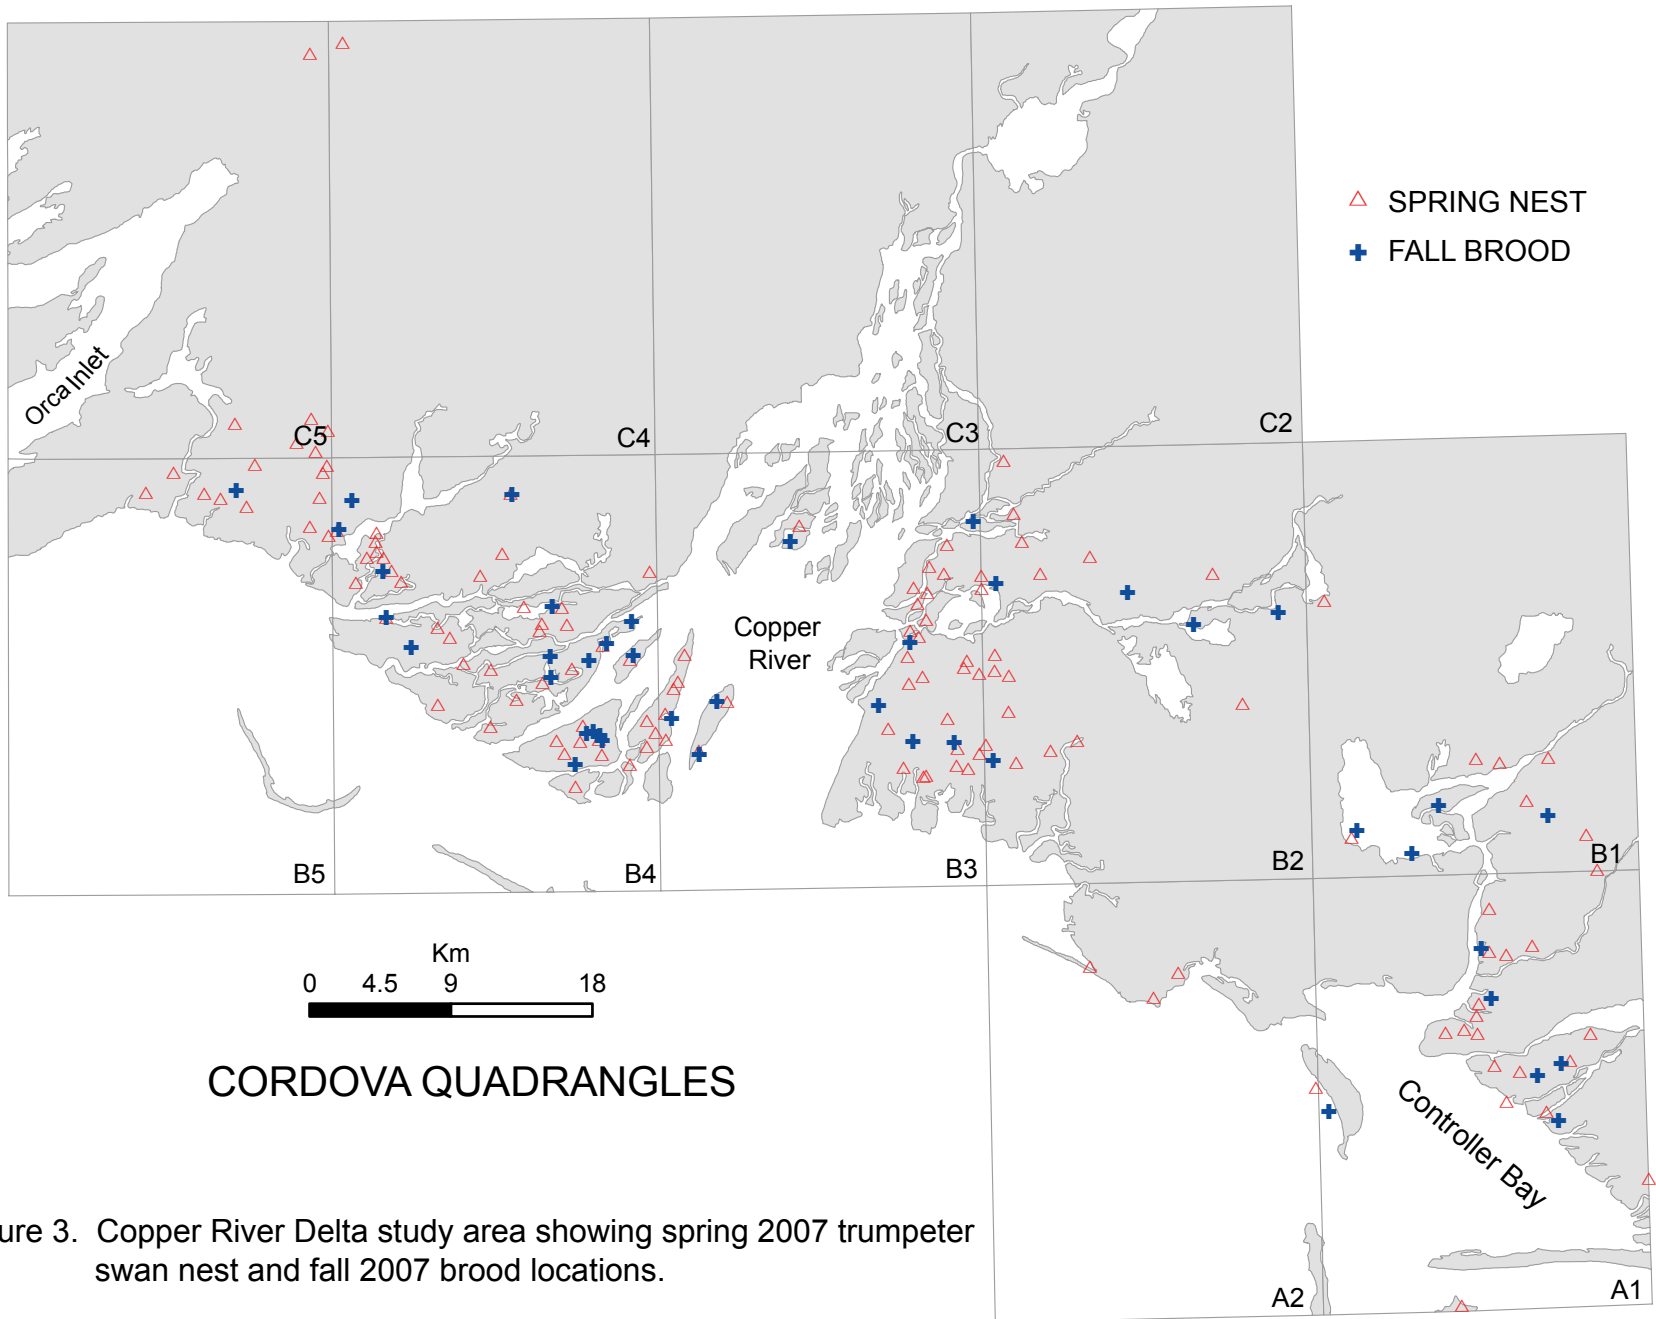 SPRING NEST
FALL BROOD
Orca Inlet
C5
C4
C3
C2
Copper
River
B5
B4
B3
B2
B1
Km
0 4.5 9 18
CORDOVA QUADRANGLES
Controller Bay
ure 3. Copper River Delta study area showing spring 2007 trumpeter
swan nest and fall 2007 brood locations.
A2
A1